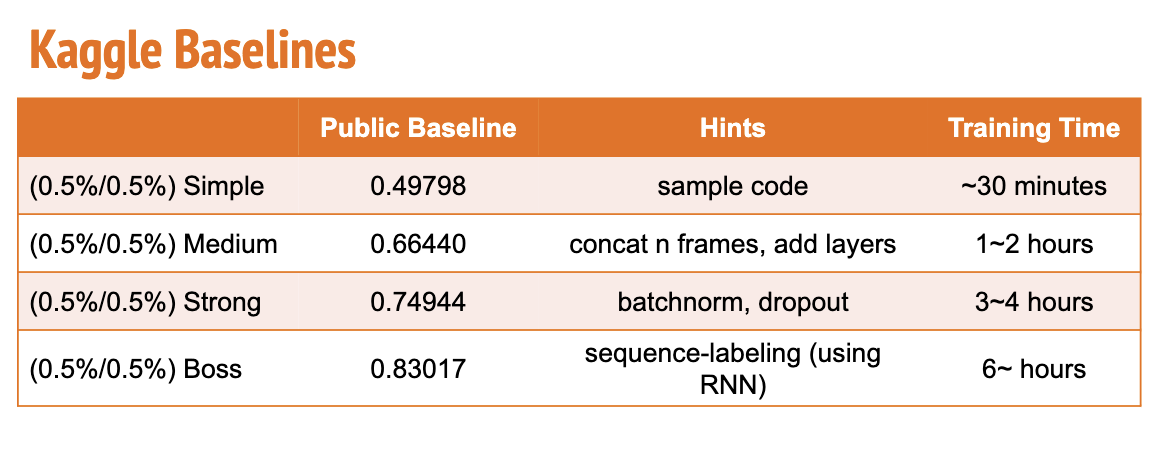 Kaggle Baselines
Public Baseline Hints Training Time
(0.5%/0.5%) Simple 0.49798 sample code ~30 minutes
(0.5%/0.5%) Medium 0.66440 concat n frames, add layers 1~2 hours
(0.5%/0.5%) Strong 0.74944 batchnorm, dropout 3~4 hours
(0.5%/0.5%) Boss 0.83017 sequence-labeling (using
RNN) 6~ hours